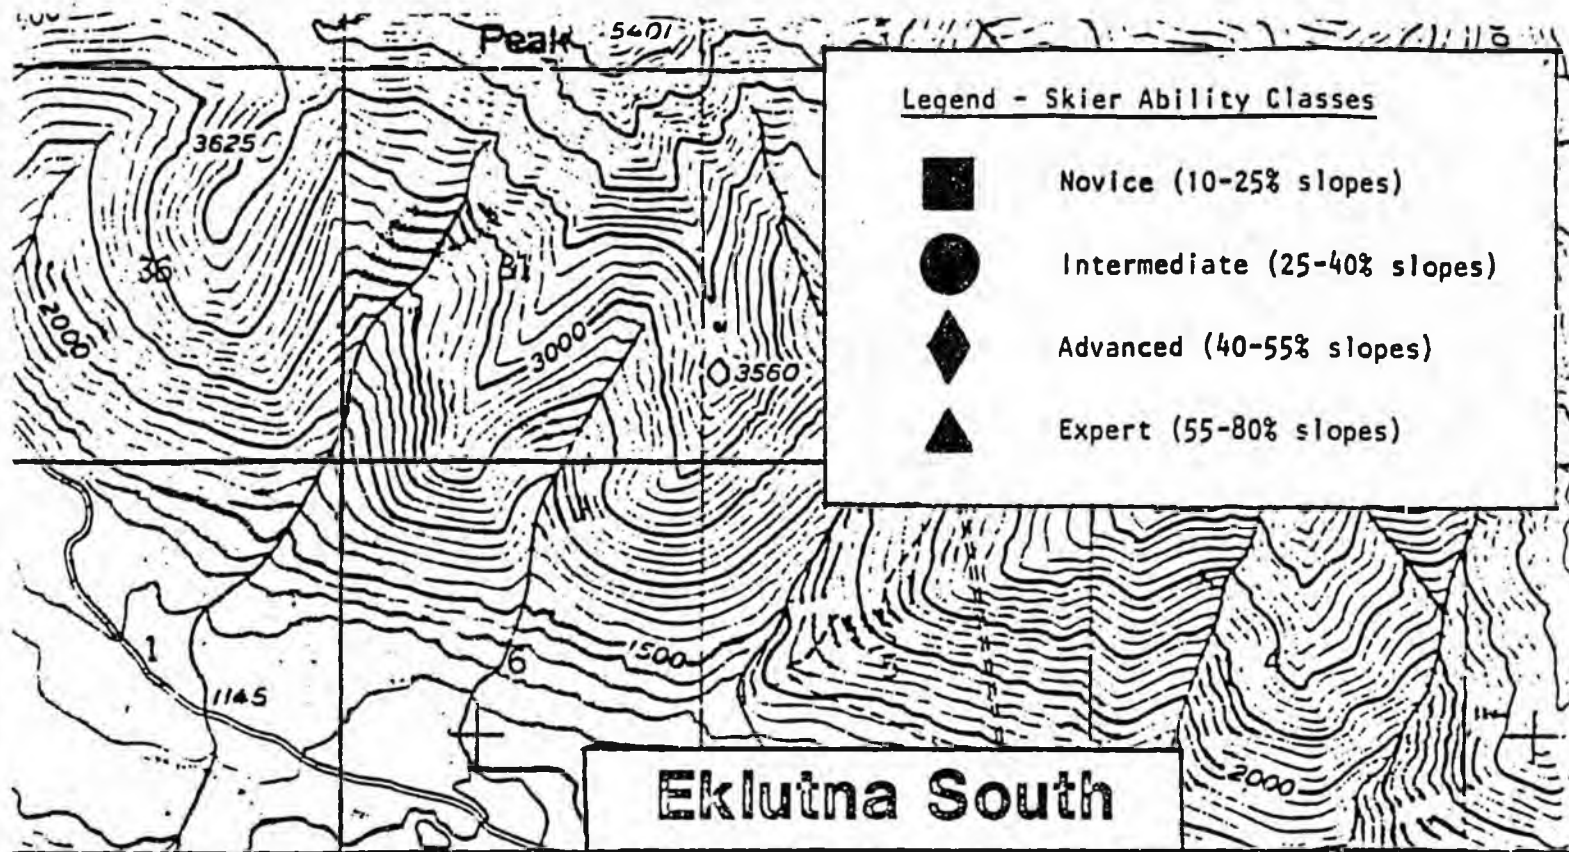 Peak 5401
Legend - Skier Ability Classes
Novice (10-25% slopes)
Intermediate (25-40% slopes)
Advanced (40-55% slopes)
Expert (55-80% slopes)
3625
36
31
2000
3000
3560
1
6
1500
1145
2000
Eklutna South